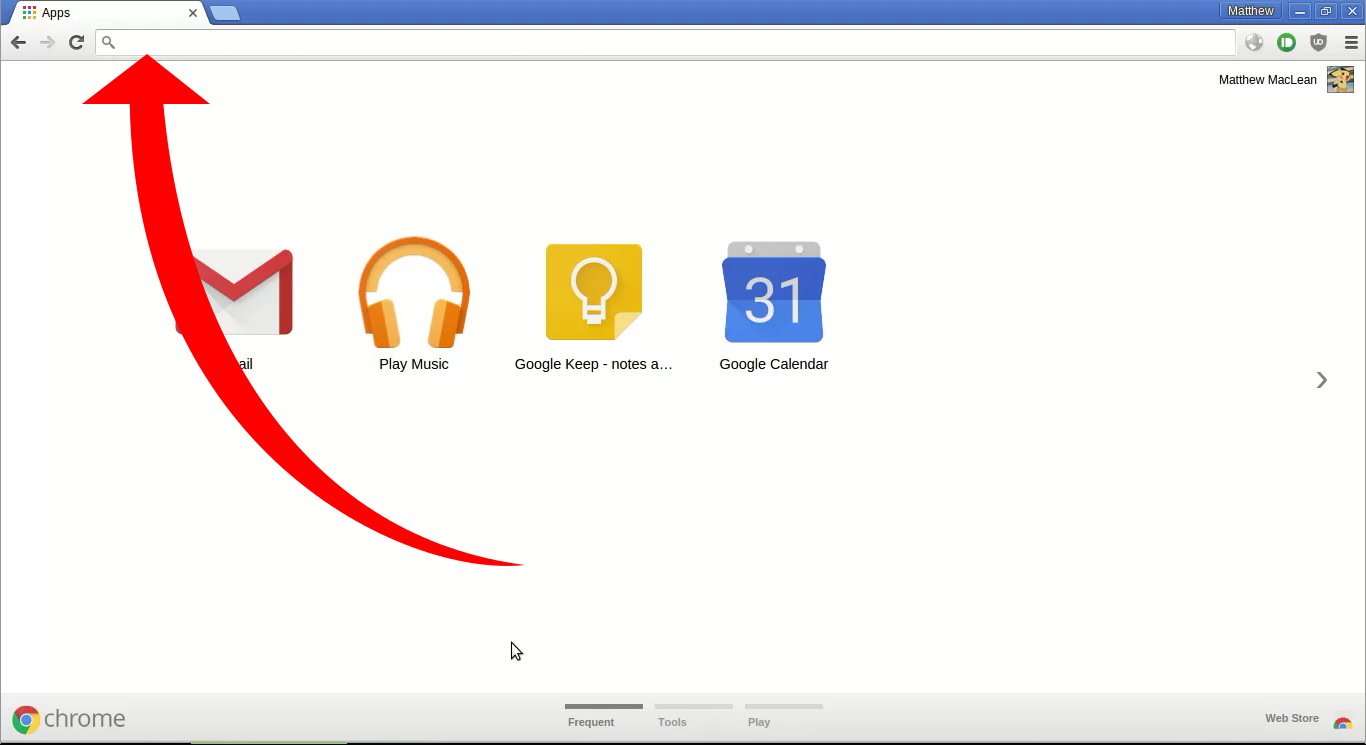 Apps
Matthew
Matthew MacLean
31
ail
Play Music
Google Keep - notes a...
Google Calendar
chrome
Frequent
Tools
Play
Web Store